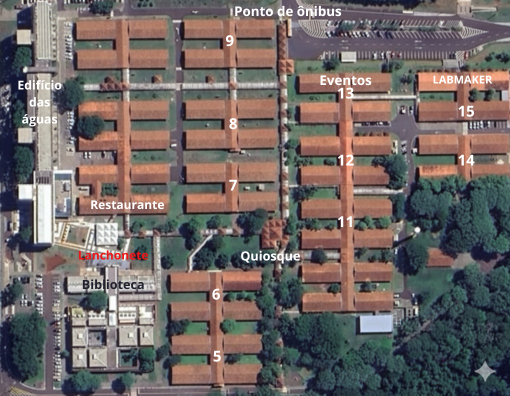 Ponto de ônibus
9
Eventos
13
LABMAKER
15
Edifício
das
águas
8
12
14
7
Restaurante
11
Lanchonete
Quiosque
Biblioteca
6
5